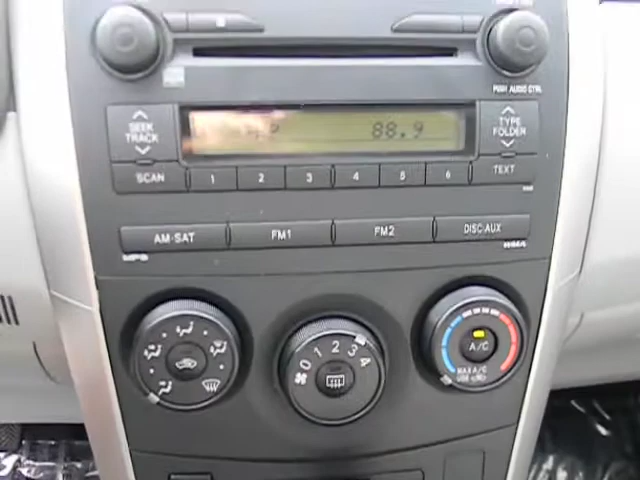 PUSH AUDIO CTRL
SEEK
TRACK
88.9
TYPE
FOLDER
SCAN
1 2 3 4 5 6
TEXT
AM·SAT FM1 FM2 DISC·AUX
MP3
WMA
0 1 2 3 4
A/C
MAX A/C